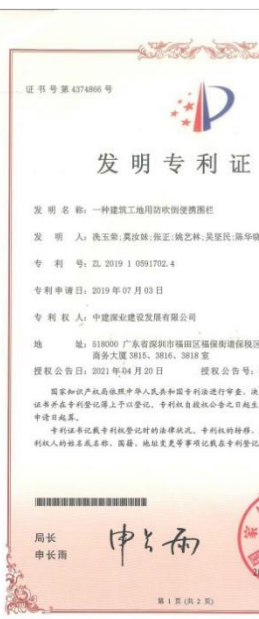 证书号第4374866号
发明专利证
发 明 名 称：一种建筑工地用防吹倒便携围栏
发 明 人：冼玉荣;莫汝妹;张正;姚艺林;吴坚民;陈华
专 利 号：ZL 2019 1 0591702.4
专利申请日：2019年07月03日
专 利 权 人：中建深业建设发展有限公司
地 址：518000 广东省深圳市福田区福保街道保税区
商务大厦3815、3816、3818室
授权公告日：2021年04月20日 授权公告号：
国家知识产权局依照中华人民共和国专利法进行审查，决
证书并在专利登记簿上予以登记。专利权自授权公告之日起生
申请日起算。
专利证书记载专利权登记时的法律状况。专利权的转移、
利权人的姓名或名称、国籍、地址变更等事项记载在专利登记
局长
申长雨
申长雨
第 1 页 (共 2 页)